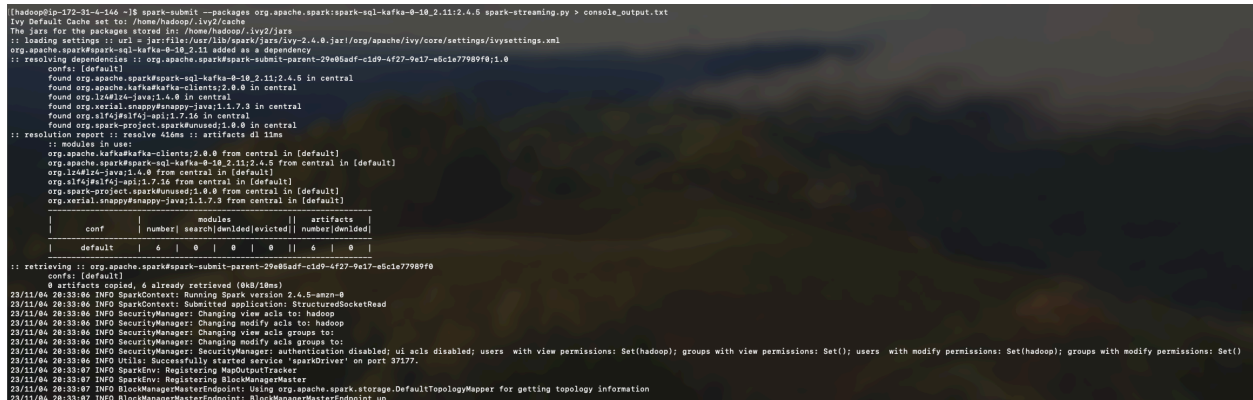 [hadoop@ip-172-31-4-146 ~]$ spark-submit --packages org.apache.spark:spark-sql-kafka-0-10_2.11:2.4.5 spark-streaming.py > console_output.txt
Ivy Default Cache set to: /home/hadoop/.ivy2/cache
The jars for the packages stored in: /home/hadoop/.ivy2/jars
:: loading settings :: url = jar:file:/usr/lib/spark/jars/ivy-2.4.0.jar!/org/apache/ivy/core/settings/ivysettings.xml
org.apache.spark#spark-sql-kafka-0-10_2.11 added as a dependency
:: resolving dependencies :: org.apache.spark#spark-submit-parent-29e05adf-c1d9-4f27-9e17-e5c1e77989f0;1.0
confs: [default]
found org.apache.spark#spark-sql-kafka-0-10_2.11;2.4.5 in central
found org.apache.kafka#kafka-clients;2.0.0 in central
found org.lz4#lz4-java;1.4.0 in central
found org.xerial.snappy#snappy-java;1.1.7.3 in central
found org.slf4j#slf4j-api;1.7.16 in central
found org.spark-project.spark#unused;1.0.0 in central
:: resolution report :: resolve 416ms :: artifacts dl 11ms
:: modules in use:
org.apache.kafka#kafka-clients;2.0.0 from central in [default]
org.apache.spark#spark-sql-kafka-0-10_2.11;2.4.5 from central in [default]
org.lz4#lz4-java;1.4.0 from central in [default]
org.slf4j#slf4j-api;1.7.16 from central in [default]
org.spark-project.spark#unused;1.0.0 from central in [default]
org.xerial.snappy#snappy-java;1.1.7.3 from central in [default]
---------------------------------------------------------------------
| | modules || artifacts |
| conf | number| search|dwnlded|evicted|| number|dwnlded|
---------------------------------------------------------------------
| default | 6 | 0 | 0 | 0 || 6 | 0 |
---------------------------------------------------------------------
:: retrieving :: org.apache.spark#spark-submit-parent-29e05adf-c1d9-4f27-9e17-e5c1e77989f0
confs: [default]
0 artifacts copied, 6 already retrieved (0kB/10ms)
23/11/04 20:33:06 INFO SparkContext: Running Spark version 2.4.5-amzn-0
23/11/04 20:33:06 INFO SparkContext: Submitted application: StructuredSocketRead
23/11/04 20:33:06 INFO SecurityManager: Changing view acls to: hadoop
23/11/04 20:33:06 INFO SecurityManager: Changing modify acls to: hadoop
23/11/04 20:33:06 INFO SecurityManager: Changing view acls groups to:
23/11/04 20:33:06 INFO SecurityManager: Changing modify acls groups to:
23/11/04 20:33:06 INFO SecurityManager: SecurityManager: authentication disabled; ui acls disabled; users with view permissions: Set(hadoop); groups with view permissions: Set(); users with modify permissions: Set(hadoop); groups with modify permissions: Set()
23/11/04 20:33:06 INFO Utils: Successfully started service 'sparkDriver' on port 37177.
23/11/04 20:33:07 INFO SparkEnv: Registering MapOutputTracker
23/11/04 20:33:07 INFO SparkEnv: Registering BlockManagerMaster
23/11/04 20:33:07 INFO BlockManagerMasterEndpoint: Using org.apache.spark.storage.DefaultTopologyMapper for getting topology information
23/11/04 20:33:07 INFO BlockManagerMasterEndpoint: BlockManagerMasterEndpoint up